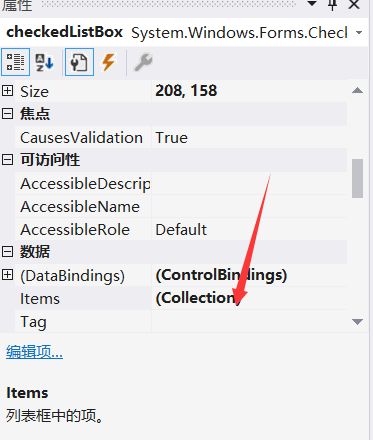 属性
checkedListBox System.Windows.Forms.Chec
Size 208, 158
焦点
CausesValidation True
可访问性
AccessibleDescrip
AccessibleName
AccessibleRole Default
数据
(DataBindings) (ControlBindings)
Items (Collection)
Tag
编辑项...
Items
列表框中的项。